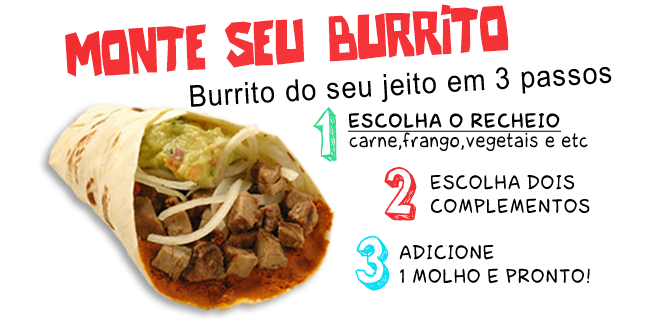 MONTE SEU BURRITO
Burrito do seu jeito em 3 passos
1 ESCOLHA O RECHEIO
carne,frango,vegetais e etc
2 ESCOLHA DOIS
COMPLEMENTOS
3 ADICIONE
1 MOLHO E PRONTO!